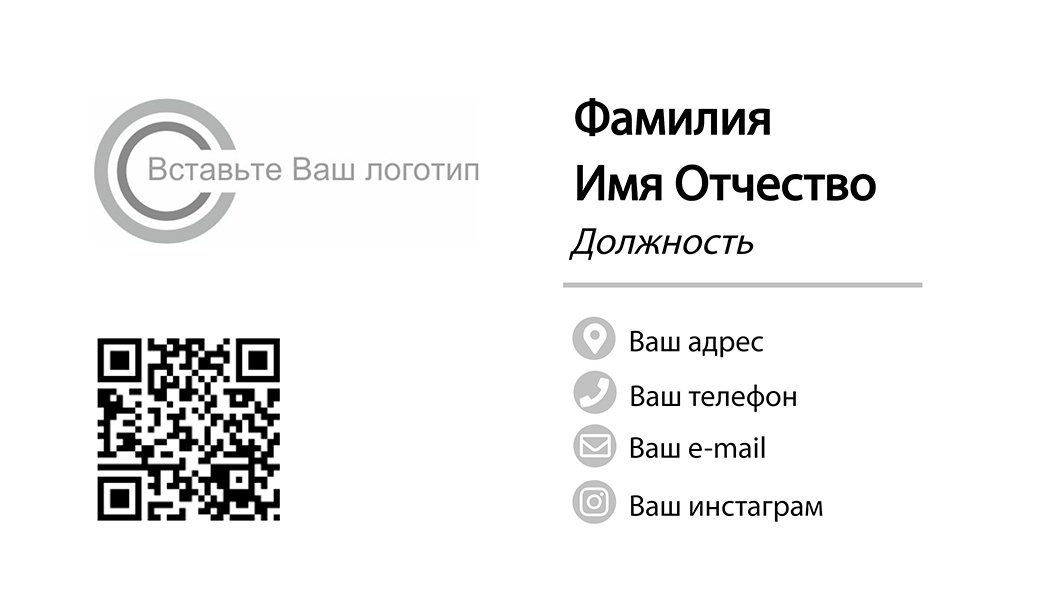 Вставьте Ваш логотип
Фамилия
Имя Отчество
Должность
Ваш адрес
Ваш телефон
Ваш e-mail
Ваш инстаграм